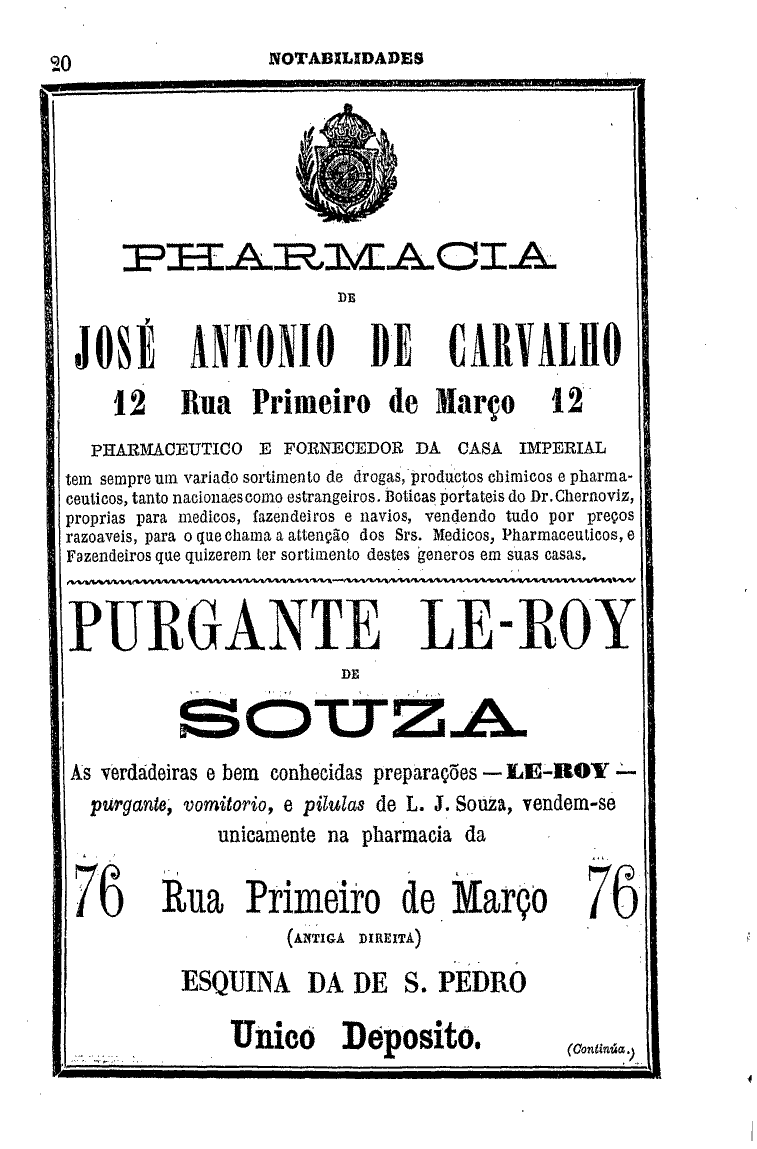 20 NOTABILIDADES
PHARMACIA
DE
JOSÉ ANTONIO DE CARVALHO
12 Rua Primeiro de Março 12
PHARMACEUTICO E FORNECEDOR DA CASA IMPERIAL
tem sempre um variado sortimento de drogas, productos chimicos e pharma-
ceuticos, tanto nacionaes como estrangeiros. Boticas portateis do Dr. Chernoviz,
proprias para medicos, fazendeiros e navios, vendendo tudo por preços
razoaveis, para o que chama a attenção dos Srs. Medicos, Pharmaceuticos, e
Fazendeiros que quizerem ter sortimento destes generos em suas casas.
PURGANTE LE-ROY
DE
SOUZA
As verdadeiras e bem conhecidas preparações — LE-ROY —
purgante, vomitorio, e pilulas de L. J. Souza, vendem-se
unicamente na pharmacia da
76 Rua Primeiro de Março 76
(ANTIGA DIREITA)
ESQUINA DA DE S. PEDRO
Unico Deposito.
(Continúa.)